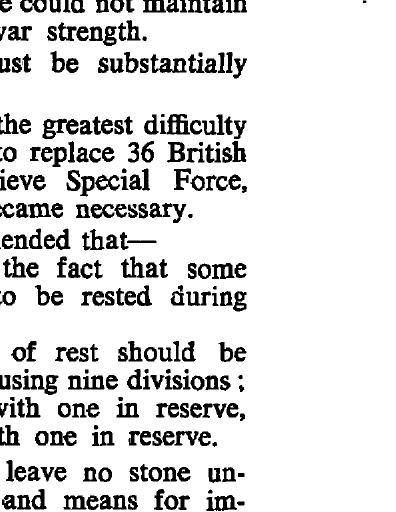 e could not maintain
war strength.
ust be substantially
the greatest difficulty
to replace 36 British
ieve Special Force,
ecame necessary.
ended that—
the fact that some
to be rested during
of rest should be
using nine divisions ;
with one in reserve,
th one in reserve.
leave no stone un-
and means for im-